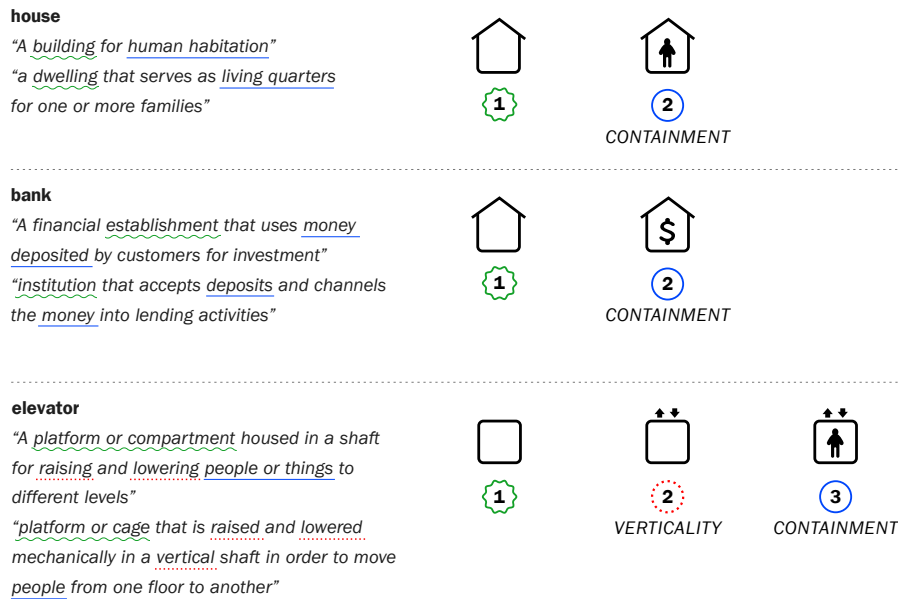 house
“A building for human habitation”
“a dwelling that serves as living quarters
for one or more families”
1
2
CONTAINMENT
bank
“A financial establishment that uses money
deposited by customers for investment”
“institution that accepts deposits and channels
the money into lending activities”
$
1
2
CONTAINMENT
elevator
“A platform or compartment housed in a shaft
for raising and lowering people or things to
different levels”
“platform or cage that is raised and lowered
mechanically in a vertical shaft in order to move
people from one floor to another”
1
2
VERTICALITY
3
CONTAINMENT